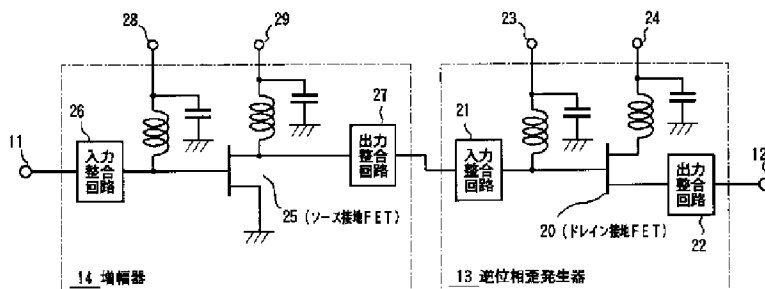 28
29
23
24
26
27
21
11
12
入力
整合
回路
出力
整合
回路
入力
整合
回路
出力
整合
回路
25 (ソース接地FET)
20 (ドレイン接地FET)
22
14 増幅器
13 逆位相歪発生器